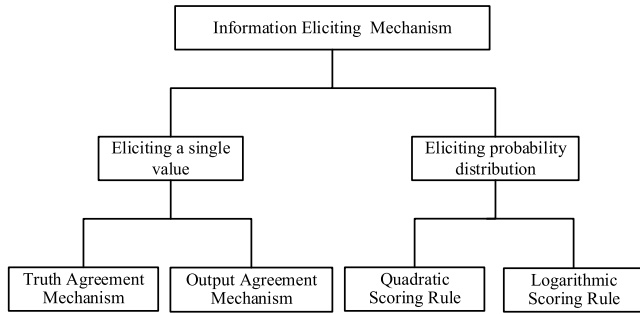 Information Eliciting Mechanism
Eliciting a single
value
Eliciting probability
distribution
Truth Agreement
Mechanism
Output Agreement
Mechanism
Quadratic
Scoring Rule
Logarithmic
Scoring Rule